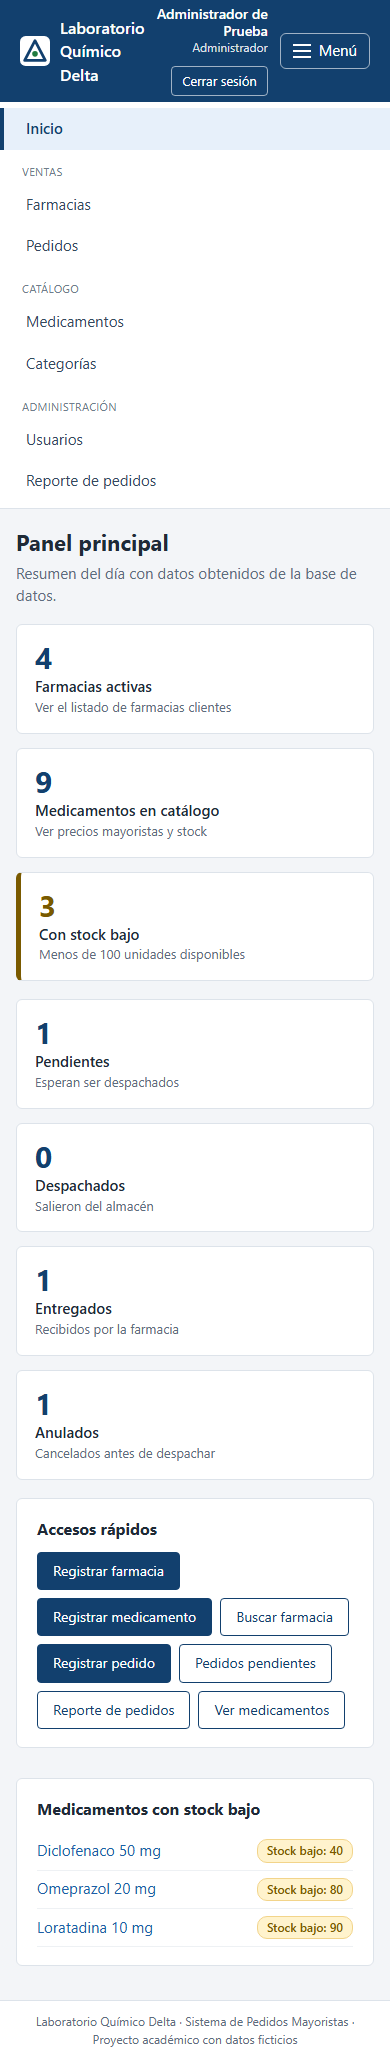 Laboratorio
Químico
Delta
Administrador de
Prueba
Administrador
Cerrar sesión
Menú
Inicio
VENTAS
Farmacias
Pedidos
CATÁLOGO
Medicamentos
Categorías
ADMINISTRACIÓN
Usuarios
Reporte de pedidos
Panel principal
Resumen del día con datos obtenidos de la base de
datos.
4
Farmacias activas
Ver el listado de farmacias clientes
9
Medicamentos en catálogo
Ver precios mayoristas y stock
3
Con stock bajo
Menos de 100 unidades disponibles
1
Pendientes
Esperan ser despachados
0
Despachados
Salieron del almacén
1
Entregados
Recibidos por la farmacia
1
Anulados
Cancelados antes de despachar
Accesos rápidos
Registrar farmacia
Registrar medicamento Buscar farmacia
Registrar pedido Pedidos pendientes
Reporte de pedidos Ver medicamentos
Medicamentos con stock bajo
Diclofenaco 50 mg Stock bajo: 40
Omeprazol 20 mg Stock bajo: 80
Loratadina 10 mg Stock bajo: 90
Laboratorio Químico Delta · Sistema de Pedidos Mayoristas ·
Proyecto académico con datos ficticios